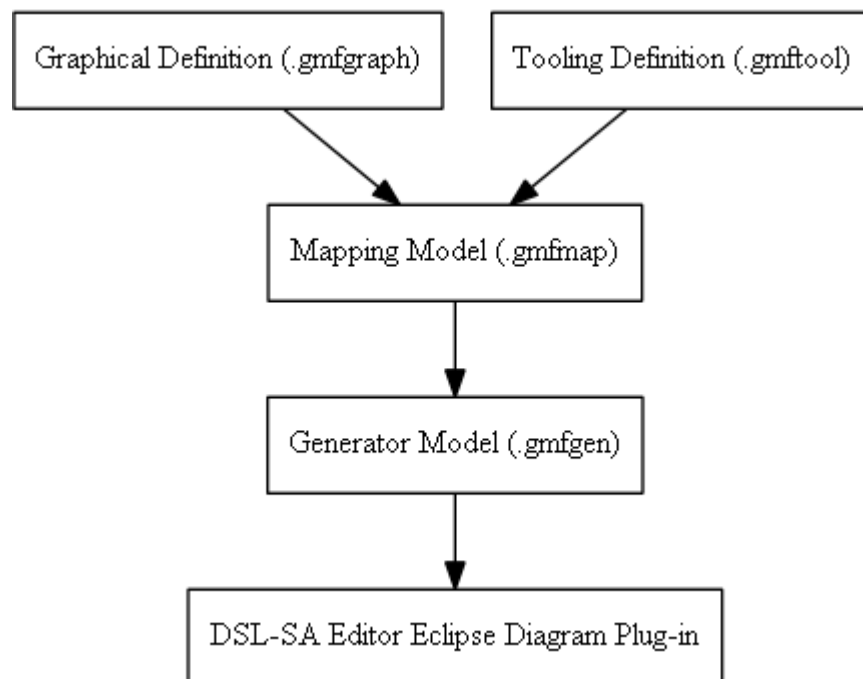 Graphical Definition (.gmfgraph)
Tooling Definition (.gmftool)
Mapping Model (.gmfmap)
Generator Model (.gmfgen)
DSL-SA Editor Eclipse Diagram Plug-in